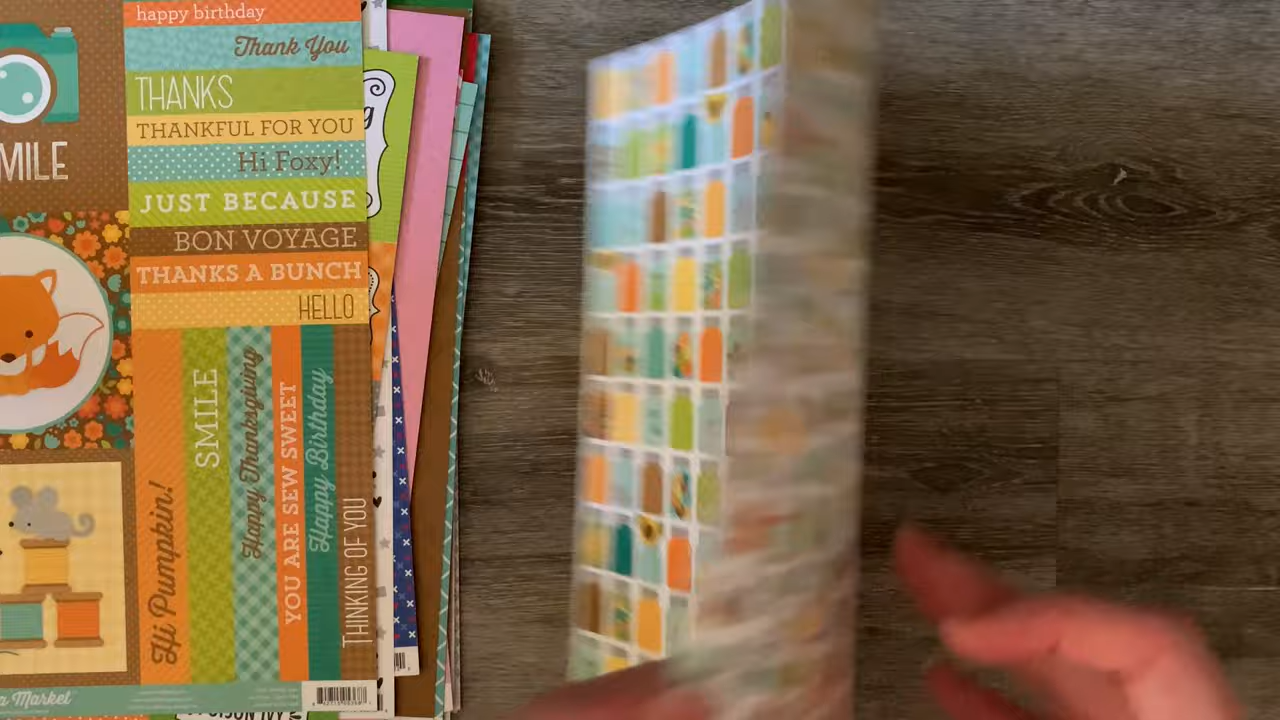 happy birthday
Thank You
THANKS
THANKFUL FOR YOU
MILE
Hi Foxy!
JUST BECAUSE
BON VOYAGE
THANKS A BUNCH
HELLO
Hi Pumpkin!
SMILE
Happy Thanksgiving
YOU ARE SEW SWEET
Happy Birthday
THINKING OF YOU
a Market